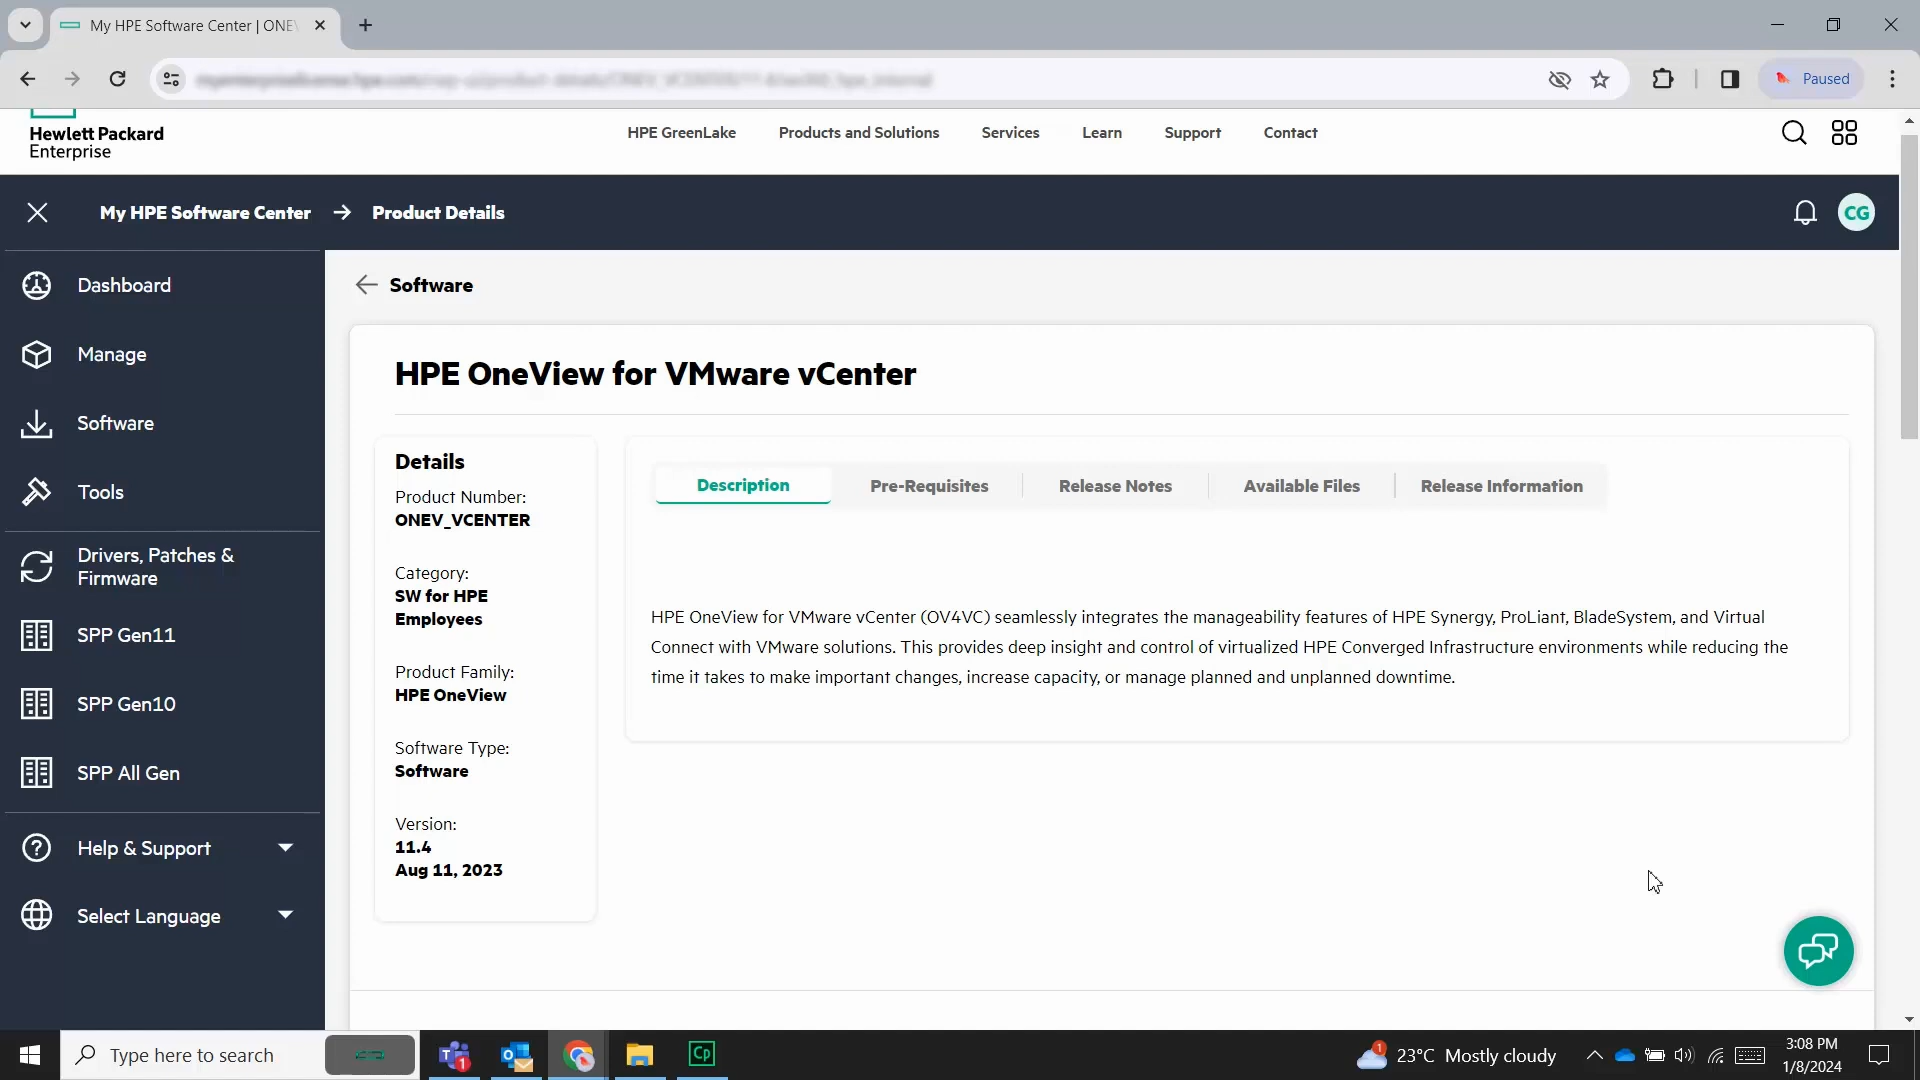 My HPE Software Center | ONEV
Paused
Hewlett Packard
Enterprise
HPE GreenLake
Products and Solutions
Services
Learn
Support
Contact
My HPE Software Center
Product Details
CG
Dashboard
Manage
Software
Tools
Drivers, Patches &
Firmware
SPP Gen11
SPP Gen10
SPP All Gen
Help & Support
Select Language
Software
HPE OneView for VMware vCenter
Details
Product Number:
ONEV_VCENTER
Category:
SW for HPE
Employees
Product Family:
HPE OneView
Software Type:
Software
Version:
11.4
Aug 11, 2023
Description
Pre-Requisites
Release Notes
Available Files
Release Information
HPE OneView for VMware vCenter (OV4VC) seamlessly integrates the manageability features of HPE Synergy, ProLiant, BladeSystem, and Virtual
Connect with VMware solutions. This provides deep insight and control of virtualized HPE Converged Infrastructure environments while reducing the
time it takes to make important changes, increase capacity, or manage planned and unplanned downtime.
Type here to search
1
Cp
1
23°C Mostly cloudy
3:08 PM
1/8/2024